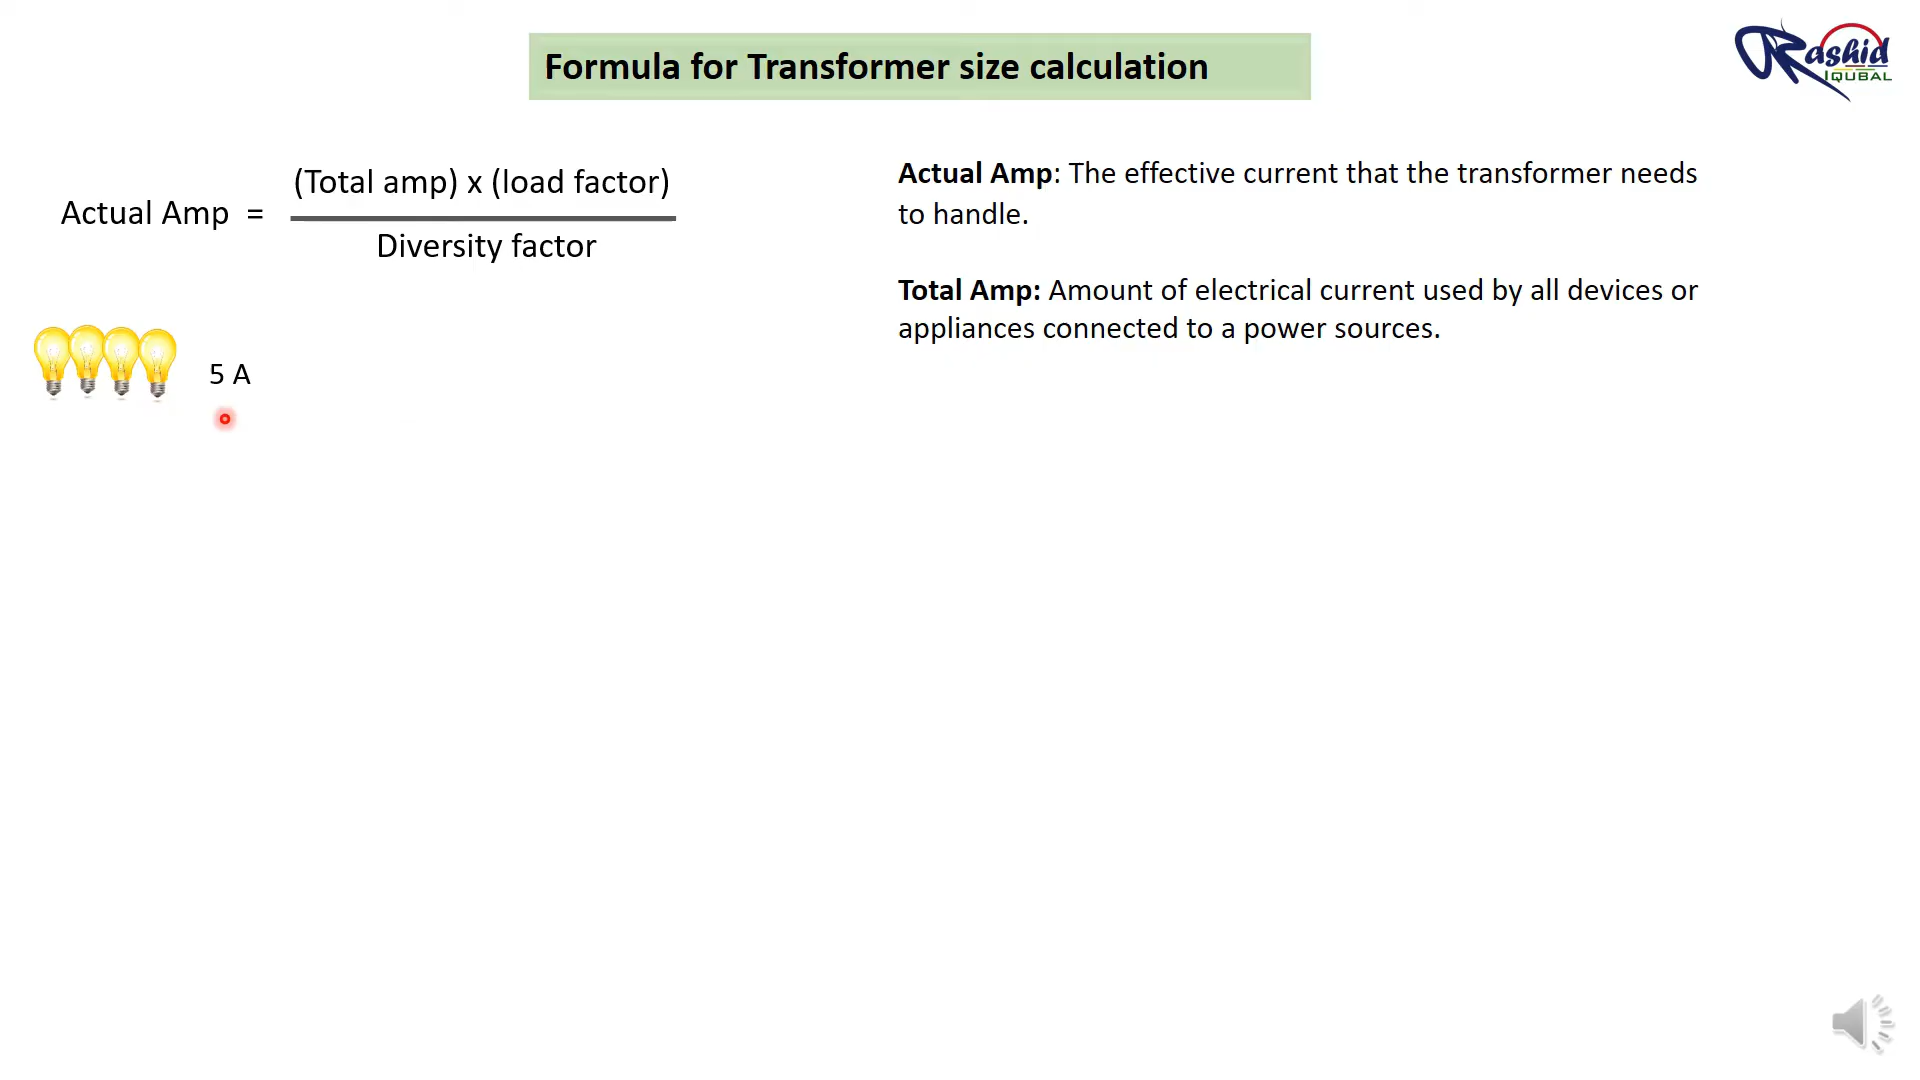 Formula for Transformer size calculation
Rashid
IQUBAL
(Total amp) x (load factor)
Actual Amp =
Diversity factor
Actual Amp: The effective current that the transformer needs
to handle.
Total Amp: Amount of electrical current used by all devices or
appliances connected to a power sources.
5 A